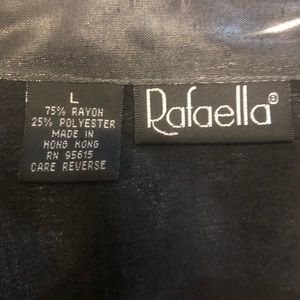 L
75% RAYON
25% POLYESTER
MADE IN
HONG KONG
RN 95615
CARE REVERSE
Rafaella®